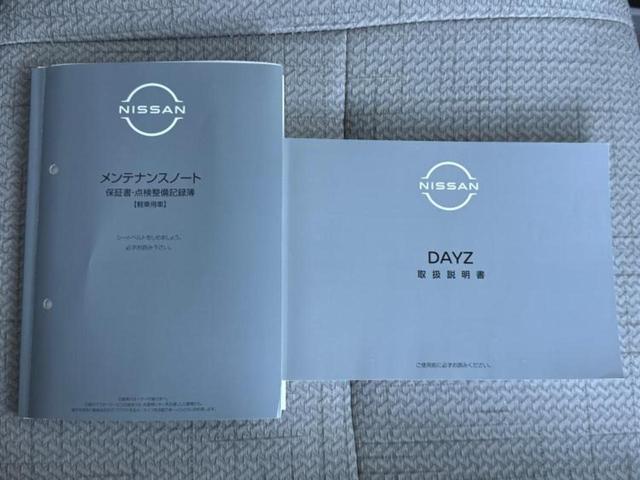 NISSAN
メンテナンスノート
保証書・点検整備記録簿
【軽乗用車】
シートベルトをしめましょう。
必ずお読み下さい。
NISSAN
DAYZ
取扱説明書
ご使用前に必ずお読みください。